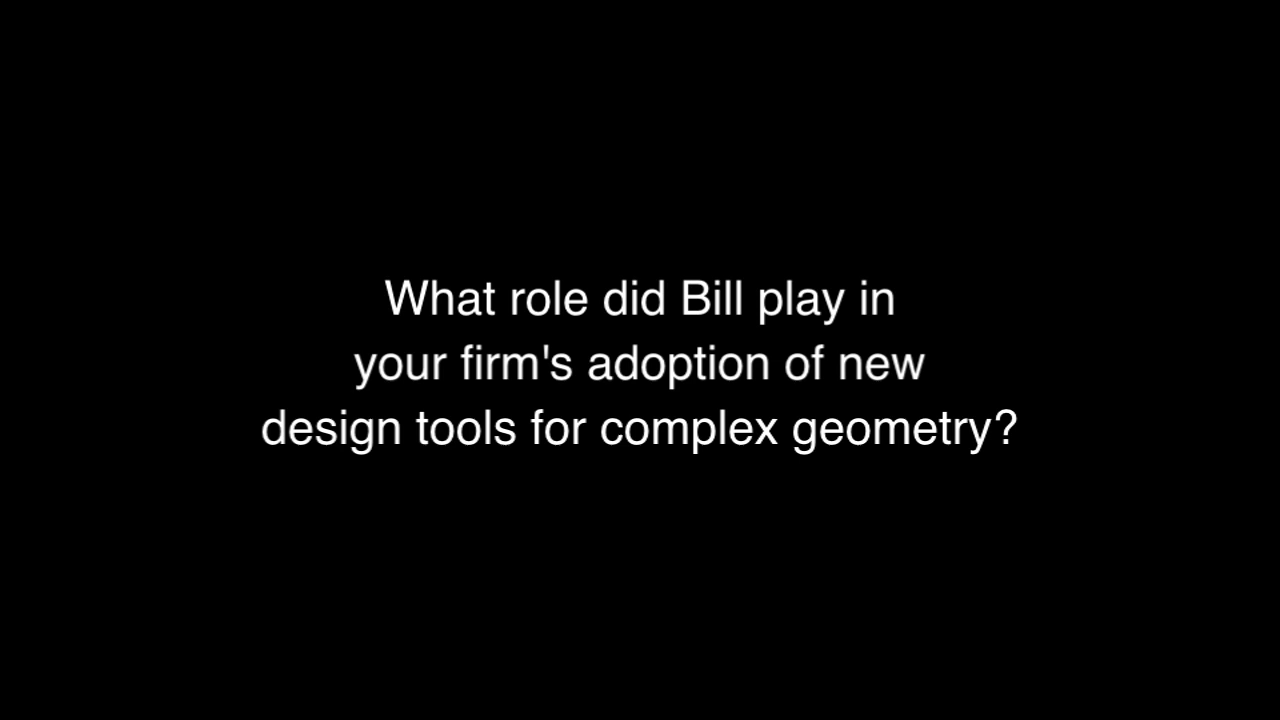 What role did Bill play in
your firm's adoption of new
design tools for complex geometry?